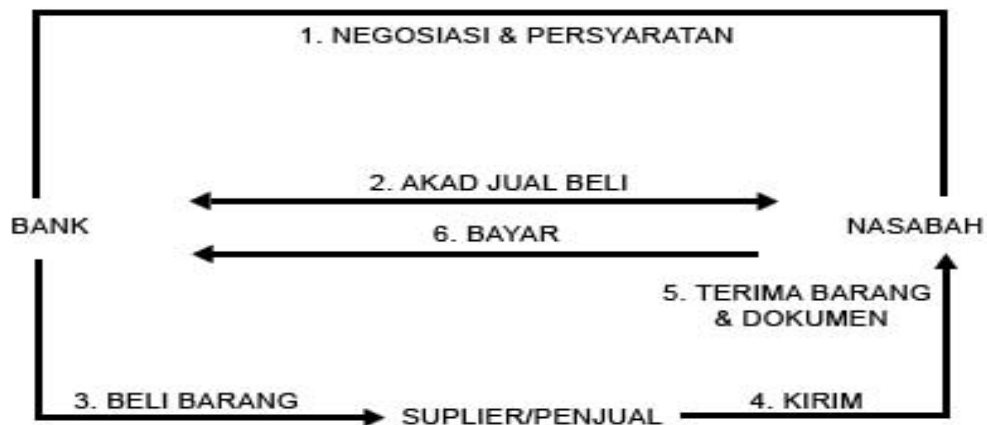 1. NEGOSIASI & PERSYARATAN
2. AKAD JUAL BELI
BANK
6. BAYAR
NASABAH
5. TERIMA BARANG
& DOKUMEN
3. BELI BARANG
SUPLIER/PENJUAL
4. KIRIM